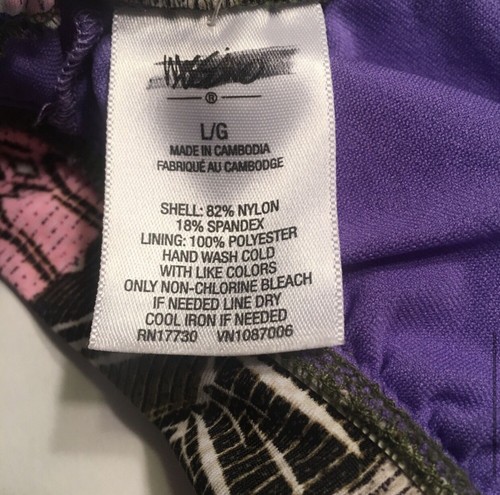 ®
L/G
MADE IN CAMBODIA
FABRIQUÉ AU CAMBODGE
SHELL: 82% NYLON
18% SPANDEX
LINING: 100% POLYESTER
HAND WASH COLD
WITH LIKE COLORS
ONLY NON-CHLORINE BLEACH
IF NEEDED LINE DRY
COOL IRON IF NEEDED
RN17730 VN1087006